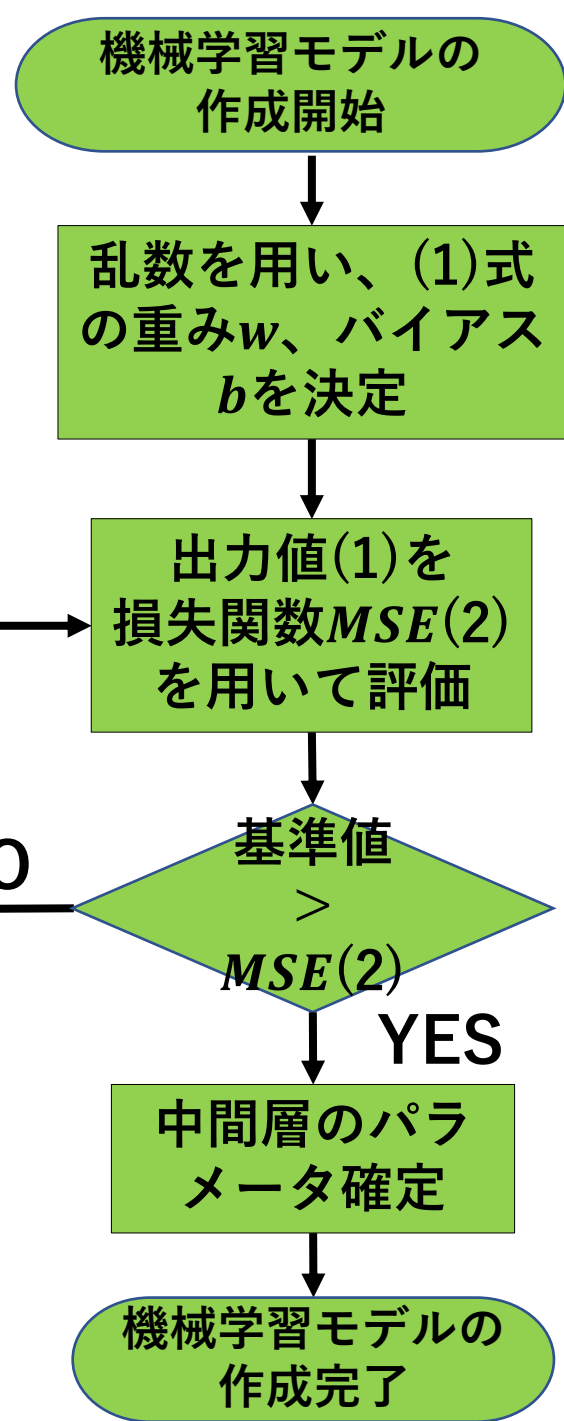 機械学習モデルの
作成開始
乱数を用い、(1)式
の重みw、バイアス
bを決定
出力値(1)を
損失関数MSE(2)
を用いて評価
基準値
>
MSE(2)
O
YES
中間層のパラ
メータ確定
機械学習モデルの
作成完了